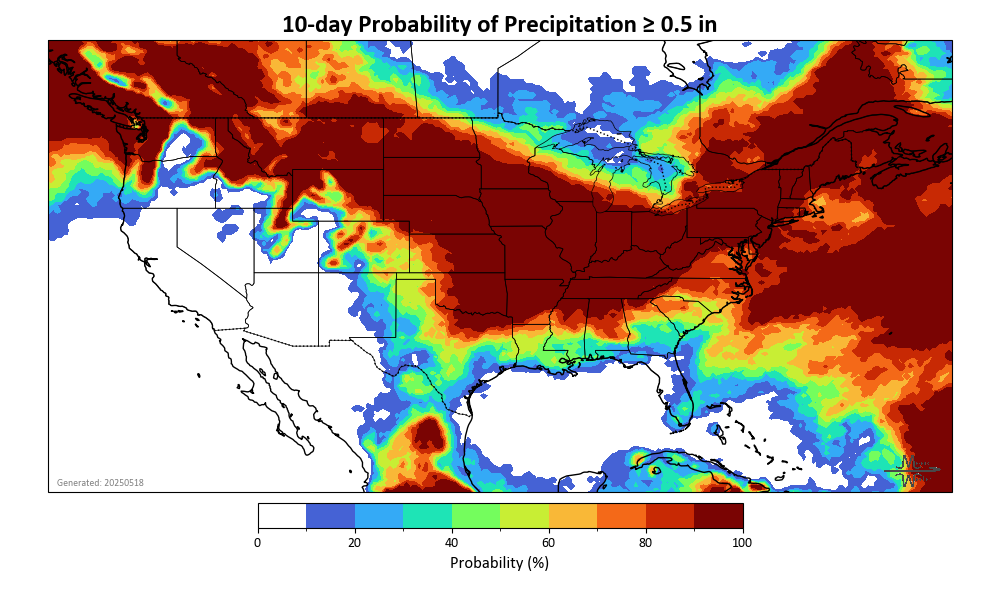 10-day Probability of Precipitation ≥ 0.5 in
Generated: 20250518
0 20 40 60 80 100
Probability (%)